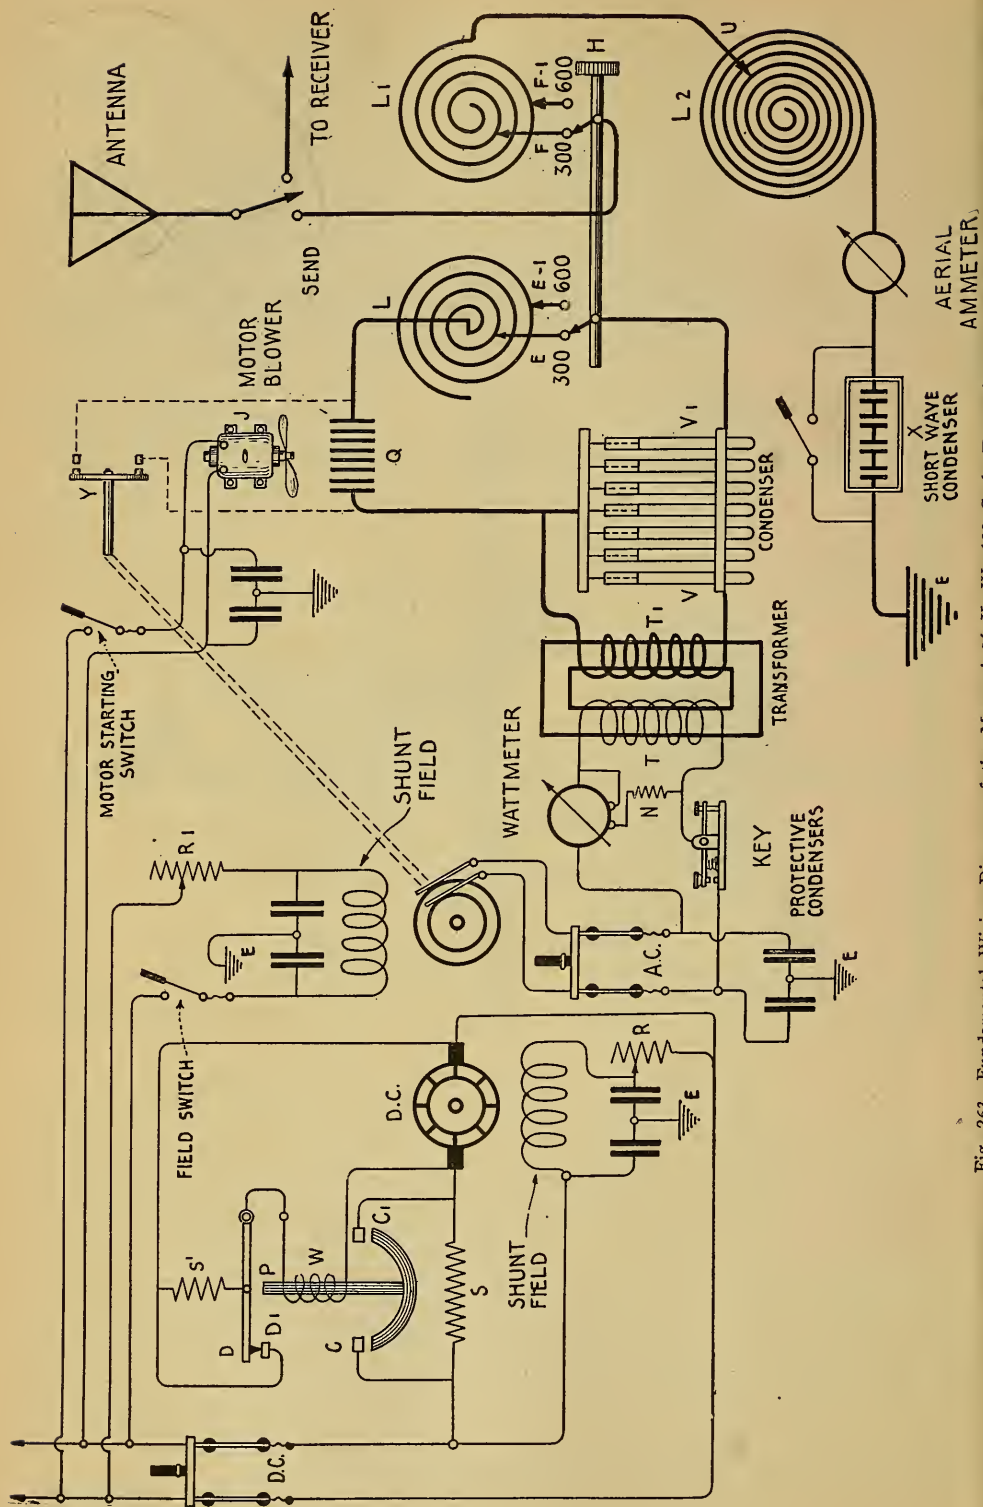 ANTENNA
TO RECEIVER
SEND
MOTOR
BLOWER
Y
J
Q
L
L1
L2
U
H
E
E-1
300
600
F
F-1
300
600
MOTOR STARTING
SWITCH
SHUNT
FIELD
R1
E
FIELD SWITCH
WATTMETER
T
T1
TRANSFORMER
V
V1
CONDENSER
N
KEY
PROTECTIVE
CONDENSERS
E
A.C.
AERIAL
AMMETER
X
SHORT WAVE
CONDENSER
E
D.C.
S'
P
W
D
D1
C
C1
S
SHUNT
FIELD
R
E
D.C.